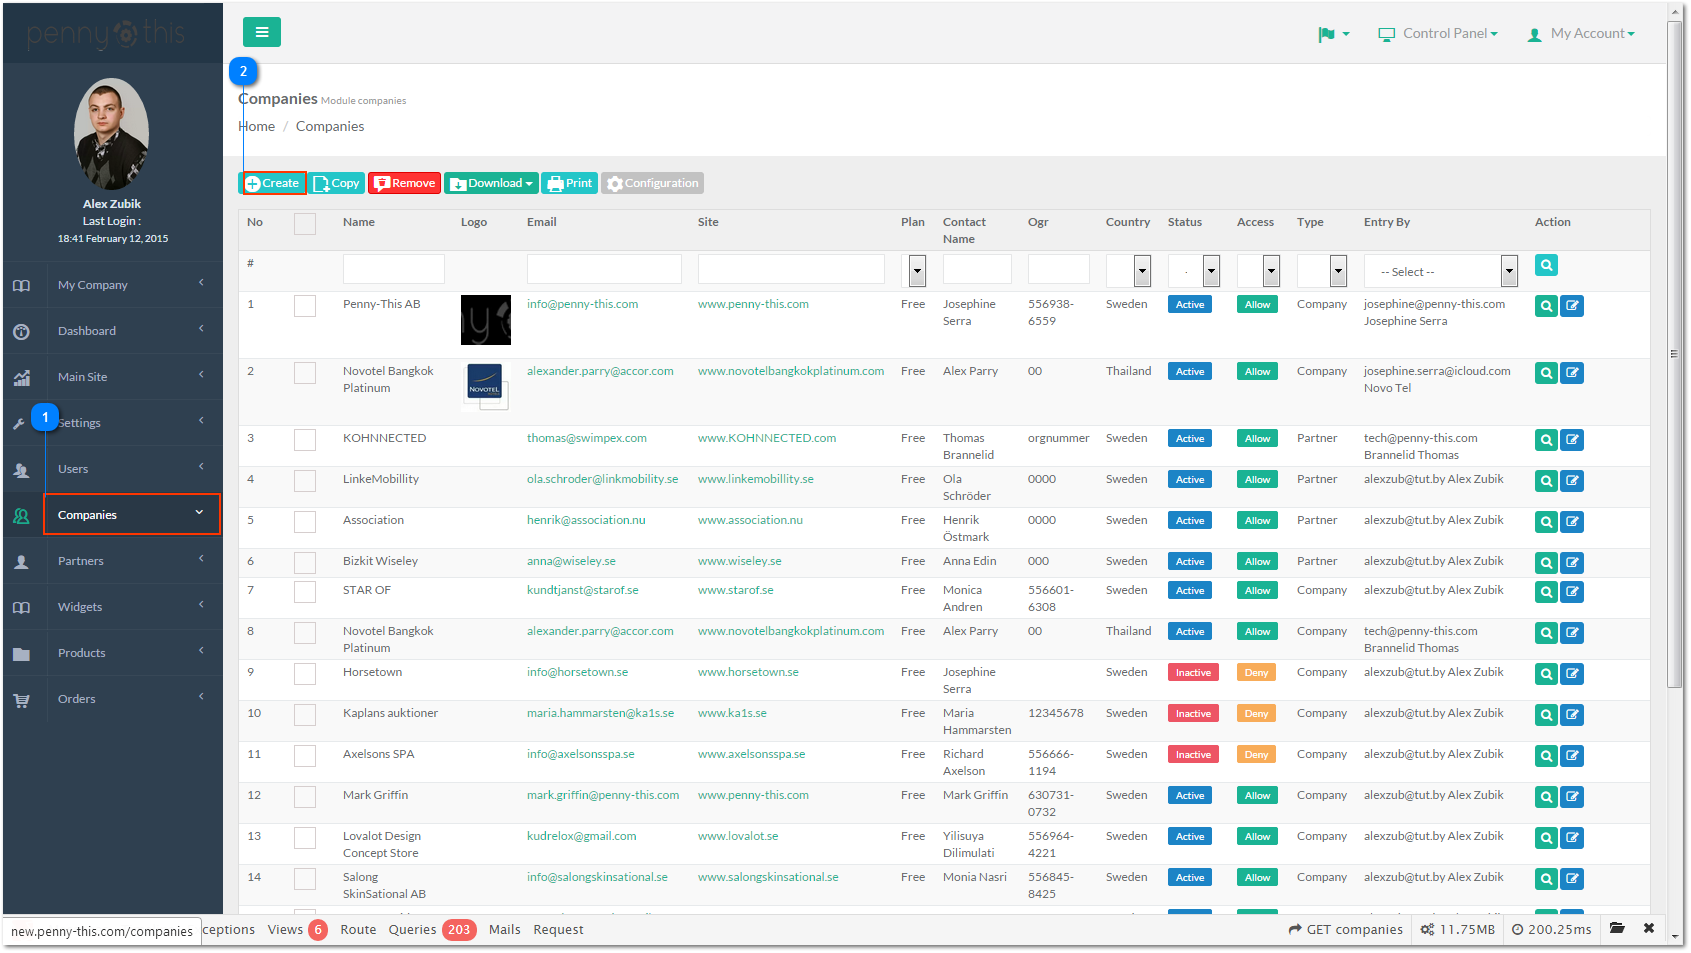 penny this
Control Panel
My Account
2
Companies Module companies
Home / Companies
Alex Zubik
Last Login :
18:41 February 12, 2015
My Company
Dashboard
Main Site
1
Settings
Users
Companies
Partners
Widgets
Products
Orders
Create Copy Remove Download Print Configuration
No Name Logo Email Site Plan Contact Name Ogr Country Status Access Type Entry By Action
# -- Select --
1 Penny-This AB info@penny-this.com www.penny-this.com Free Josephine Serra 556938-6559 Sweden Active Allow Company josephine@penny-this.com Josephine Serra
2 Novotel Bangkok Platinum NOVOTEL alexander.parry@accor.com www.novotelbangkokplatinum.com Free Alex Parry 00 Thailand Active Allow Company josephine.serra@icloud.com Novo Tel
3 KOHNNECTED thomas@swimpex.com www.KOHNNECTED.com Free Thomas Brannelid orgnummer Sweden Active Allow Partner tech@penny-this.com Brannelid Thomas
4 LinkeMobillity ola.schroder@linkmobility.se www.linkemobillity.se Free Ola Schröder 0000 Sweden Active Allow Partner alexzub@tut.by Alex Zubik
5 Association henrik@association.nu www.association.nu Free Henrik Östmark 0000 Sweden Active Allow Partner alexzub@tut.by Alex Zubik
6 Bizkit Wiseley anna@wiseley.se www.wiseley.se Free Anna Edin 000 Sweden Active Allow Partner alexzub@tut.by Alex Zubik
7 STAR OF kundtjanst@starof.se www.starof.se Free Monica Andren 556601-6308 Sweden Active Allow Company alexzub@tut.by Alex Zubik
8 Novotel Bangkok Platinum alexander.parry@accor.com www.novotelbangkokplatinum.com Free Alex Parry 00 Thailand Active Allow Company tech@penny-this.com Brannelid Thomas
9 Horsetown info@horsetown.se www.horsetown.se Free Josephine Serra Sweden Inactive Deny Company alexzub@tut.by Alex Zubik
10 Kaplans auktioner maria.hammarsten@ka1s.se www.ka1s.se Free Maria Hammarsten 12345678 Sweden Inactive Deny Company alexzub@tut.by Alex Zubik
11 Axelsons SPA info@axelsonsspa.se www.axelsonsspa.se Free Richard Axelson 556666-1194 Sweden Inactive Deny Company alexzub@tut.by Alex Zubik
12 Mark Griffin mark.griffin@penny-this.com www.penny-this.com Free Mark Griffin 630731-0732 Sweden Active Allow Company alexzub@tut.by Alex Zubik
13 Lovalot Design Concept Store kudrelox@gmail.com www.lovalot.se Free Yilisuya Dilimulati 556964-4221 Sweden Active Allow Company alexzub@tut.by Alex Zubik
14 Salong SkinSational AB info@salongskinsational.se www.salongskinsational.se Free Monia Nasri 556845-8425 Sweden Active Allow Company alexzub@tut.by Alex Zubik
new.penny-this.com/companies ceptions Views 6 Route Queries 203 Mails Request GET companies 11.75MB 200.25ms